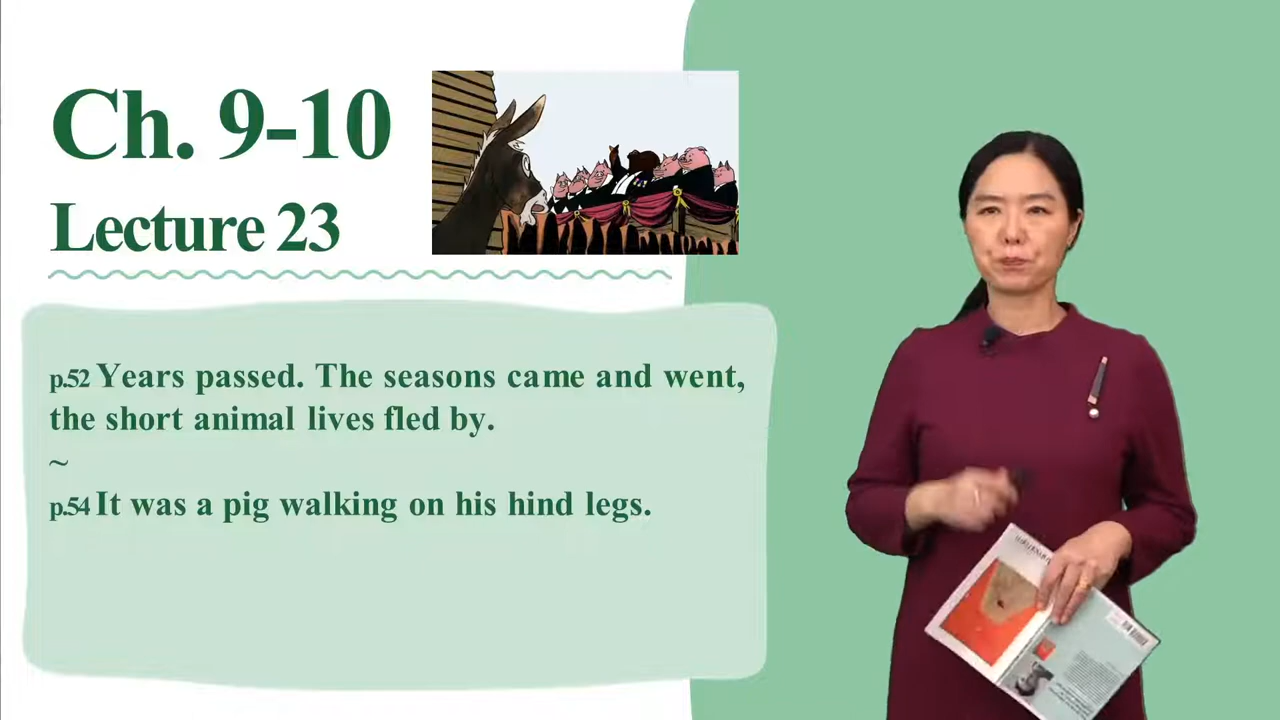 Ch. 9-10
Lecture 23
p.52 Years passed. The seasons came and went,
the short animal lives fled by.
~
p.54 It was a pig walking on his hind legs.